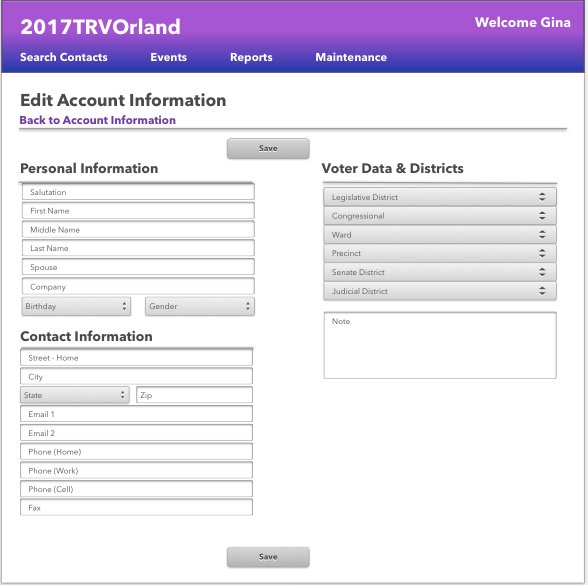 2017TRVOrland
Welcome Gina
Search Contacts Events Reports Maintenance
Edit Account Information
Back to Account Information
Save
Personal Information
Salutation
First Name
Middle Name
Last Name
Spouse
Company
Birthday Gender
Contact Information
Street - Home
City
State Zip
Email 1
Email 2
Phone (Home)
Phone (Work)
Phone (Cell)
Fax
Voter Data & Districts
Legislative District
Congressional
Ward
Precinct
Senate District
Judicial District
Note
Save